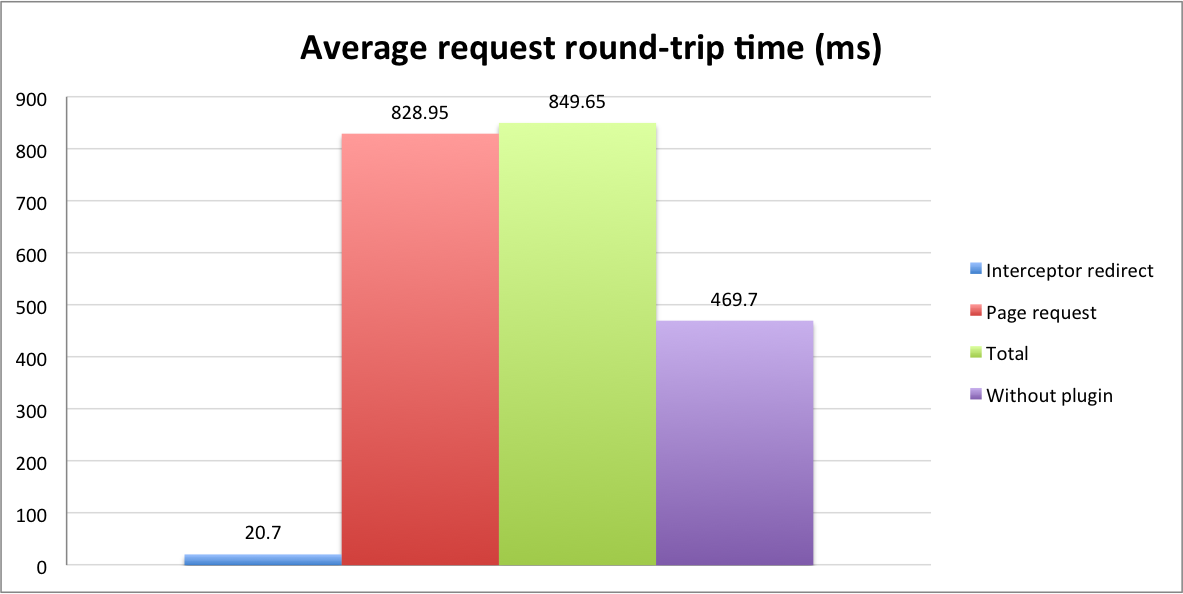 Average request round-trip time (ms)
900
800
700
600
500
400
300
200
100
0
20.7
828.95
849.65
469.7
Interceptor redirect
Page request
Total
Without plugin